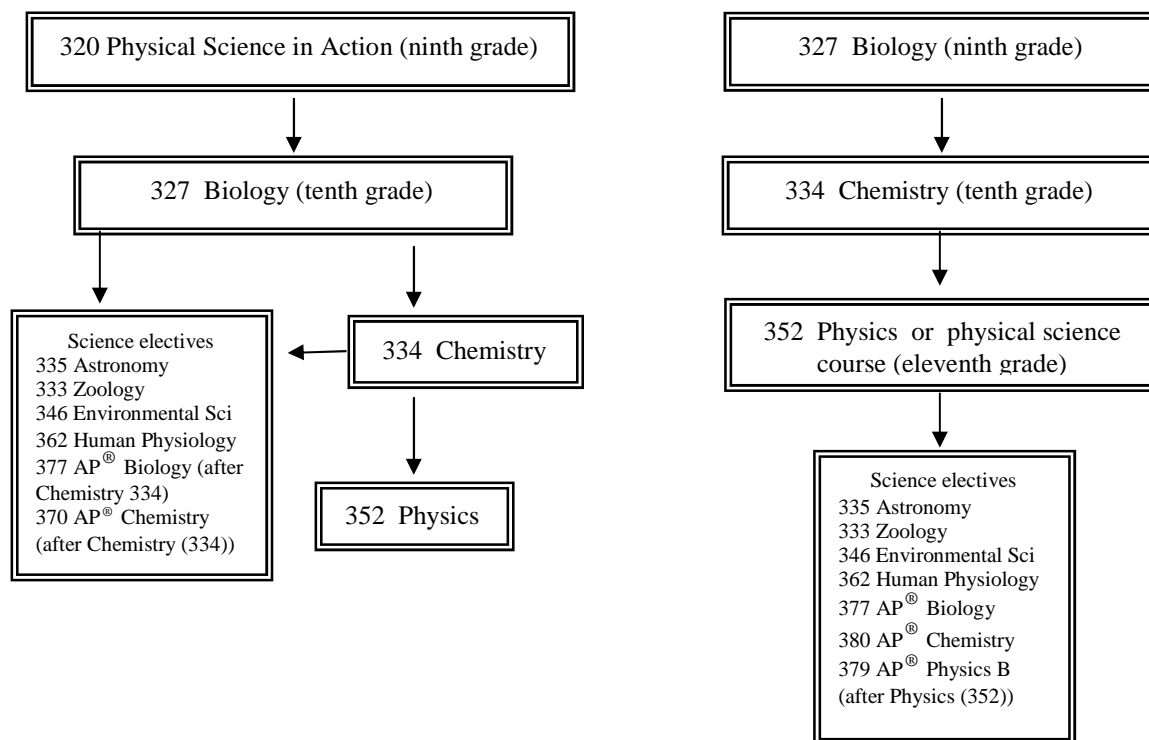 320 Physical Science in Action (ninth grade)
327 Biology (tenth grade)
Science electives
335 Astronomy
333 Zoology
346 Environmental Sci
362 Human Physiology
377 AP® Biology (after
Chemistry 334)
370 AP® Chemistry
(after Chemistry (334))
334 Chemistry
352 Physics
327 Biology (ninth grade)
334 Chemistry (tenth grade)
352 Physics or physical science
course (eleventh grade)
Science electives
335 Astronomy
333 Zoology
346 Environmental Sci
362 Human Physiology
377 AP® Biology
380 AP® Chemistry
379 AP® Physics B
(after Physics (352))